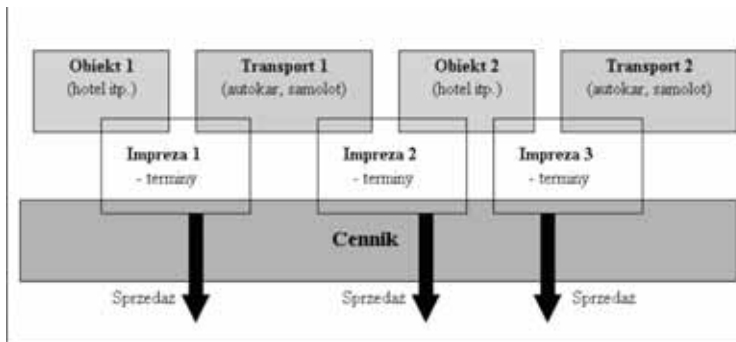 Obiekt 1
(hotel itp.)
Transport 1
(autokar, samolot)
Obiekt 2
(hotel itp.)
Transport 2
(autokar, samolot)
Impreza 1
- terminy
Impreza 2
- terminy
Impreza 3
- terminy
Cennik
Sprzedaż
Sprzedaż
Sprzedaż